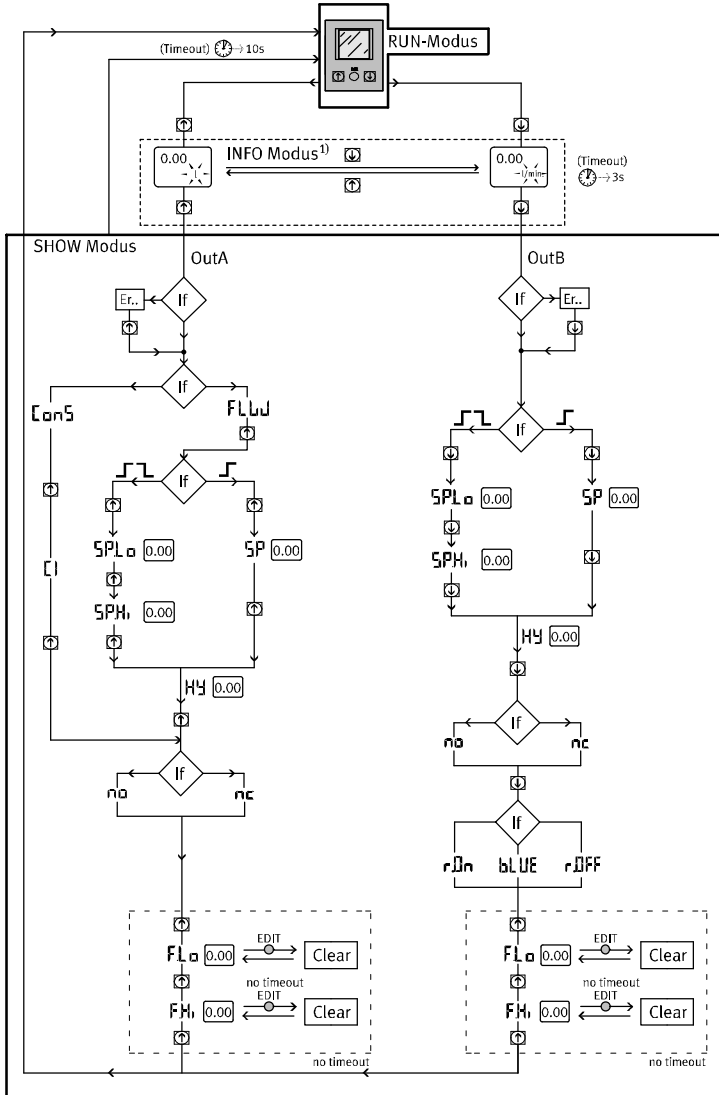 RUN-Modus
(Timeout) 10s
INFO Modus1)
0.00
l
0.00
l/min
(Timeout)
3s
SHOW Modus
OutA
OutB
If
If
Er..
Er..
If
ConS
FLW
If
If
SPLo 0.00
SP 0.00
SPLo 0.00
SP 0.00
CI
SPHi 0.00
SPHi 0.00
HY 0.00
HY 0.00
If
no
nc
If
no
nc
If
r.On
bLUE
r.OFF
EDIT
FLo 0.00
Clear
EDIT
FLo 0.00
Clear
no timeout
EDIT
FHi 0.00
Clear
no timeout
EDIT
FHi 0.00
Clear
no timeout
no timeout